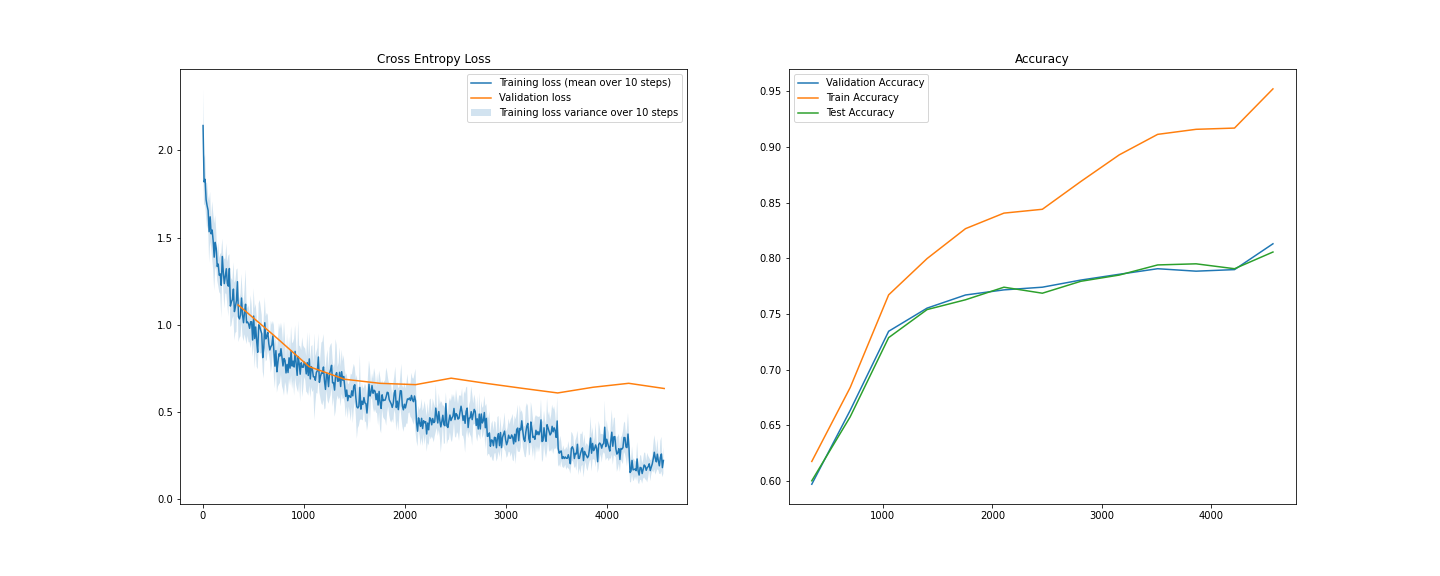 Cross Entropy Loss
Training loss (mean over 10 steps)
Validation loss
Training loss variance over 10 steps
2.0
1.5
1.0
0.5
0.0
0 1000 2000 3000 4000
Accuracy
Validation Accuracy
Train Accuracy
Test Accuracy
0.95
0.90
0.85
0.80
0.75
0.70
0.65
0.60
1000 2000 3000 4000